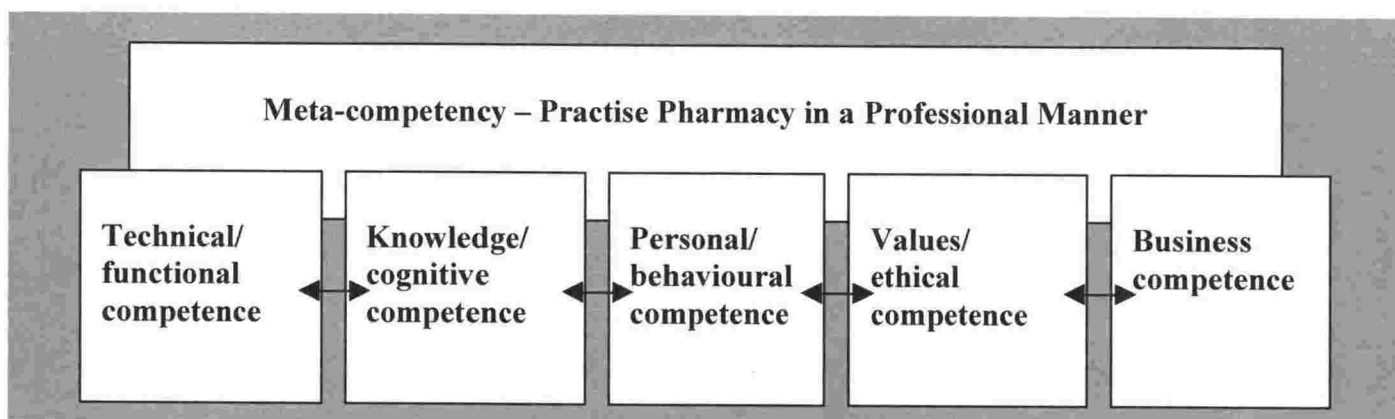 Meta-competency – Practise Pharmacy in a Professional Manner
Technical/
functional
competence
Knowledge/
cognitive
competence
Personal/
behavioural
competence
Values/
ethical
competence
Business
competence